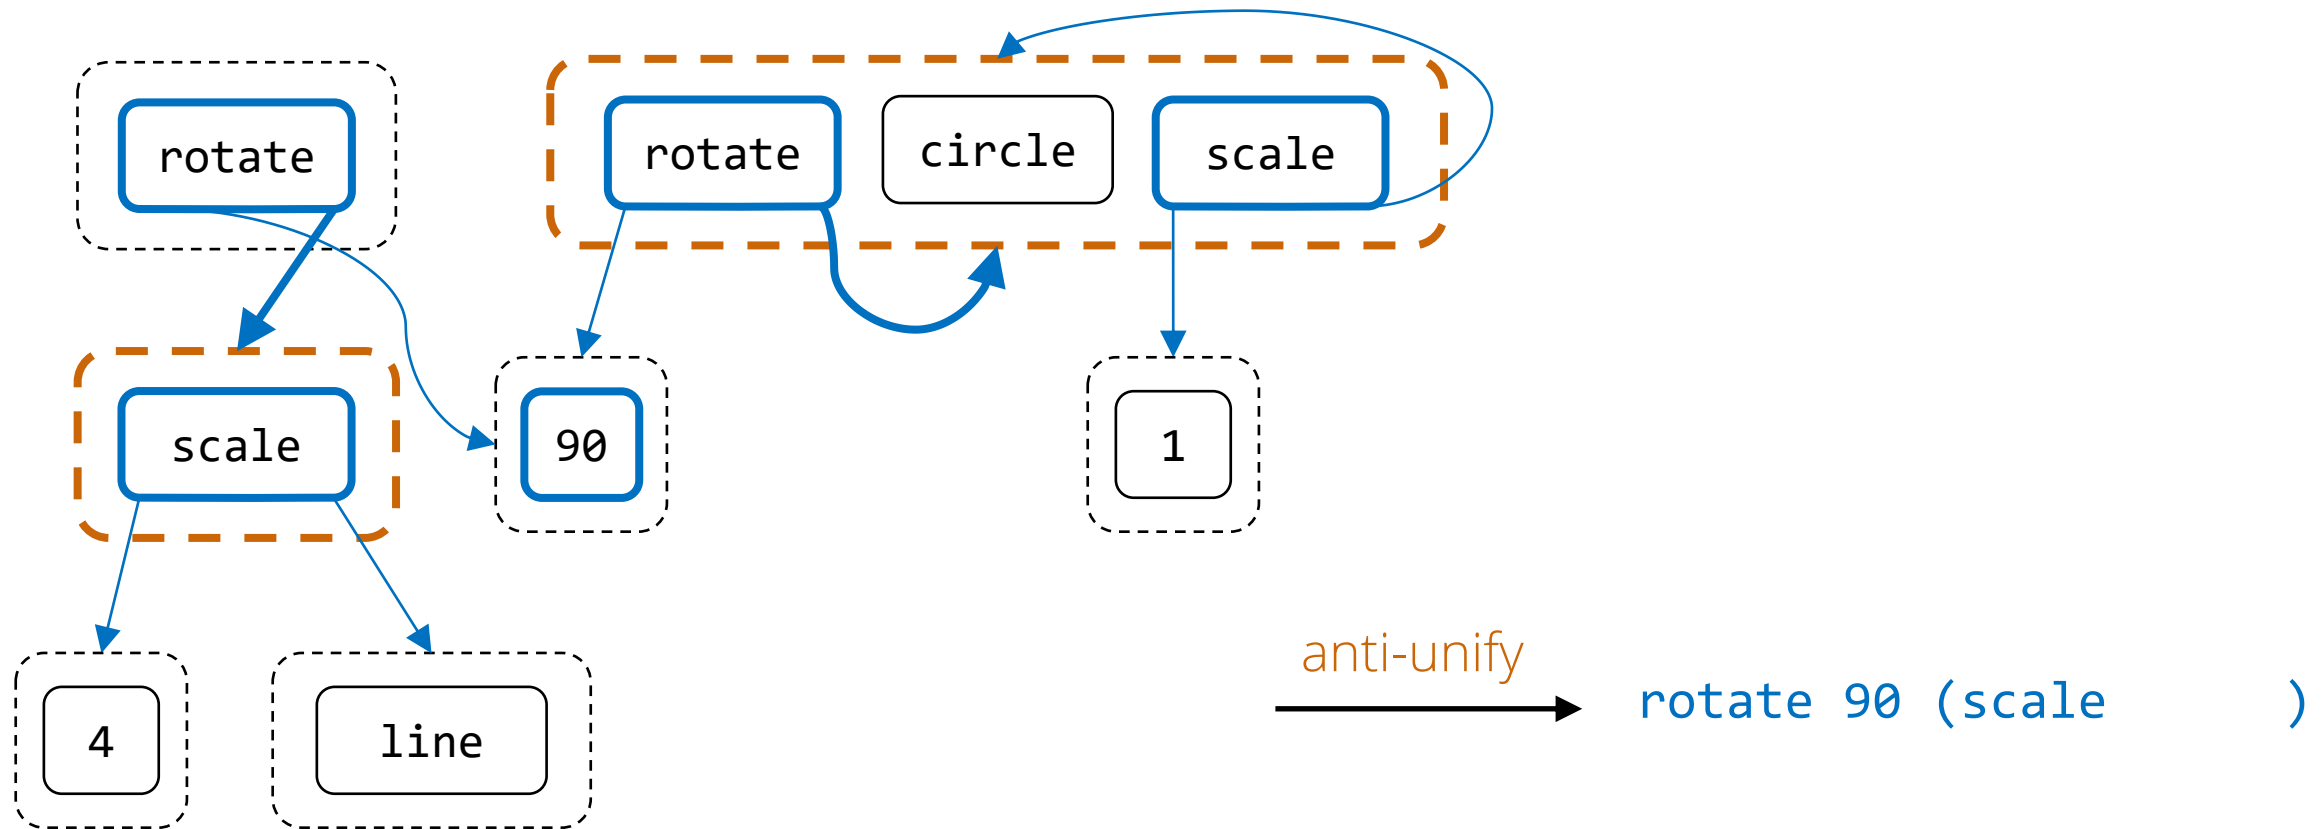 rotate
rotate
circle
scale
scale
90
1
4
line
anti-unify
rotate 90 (scale )